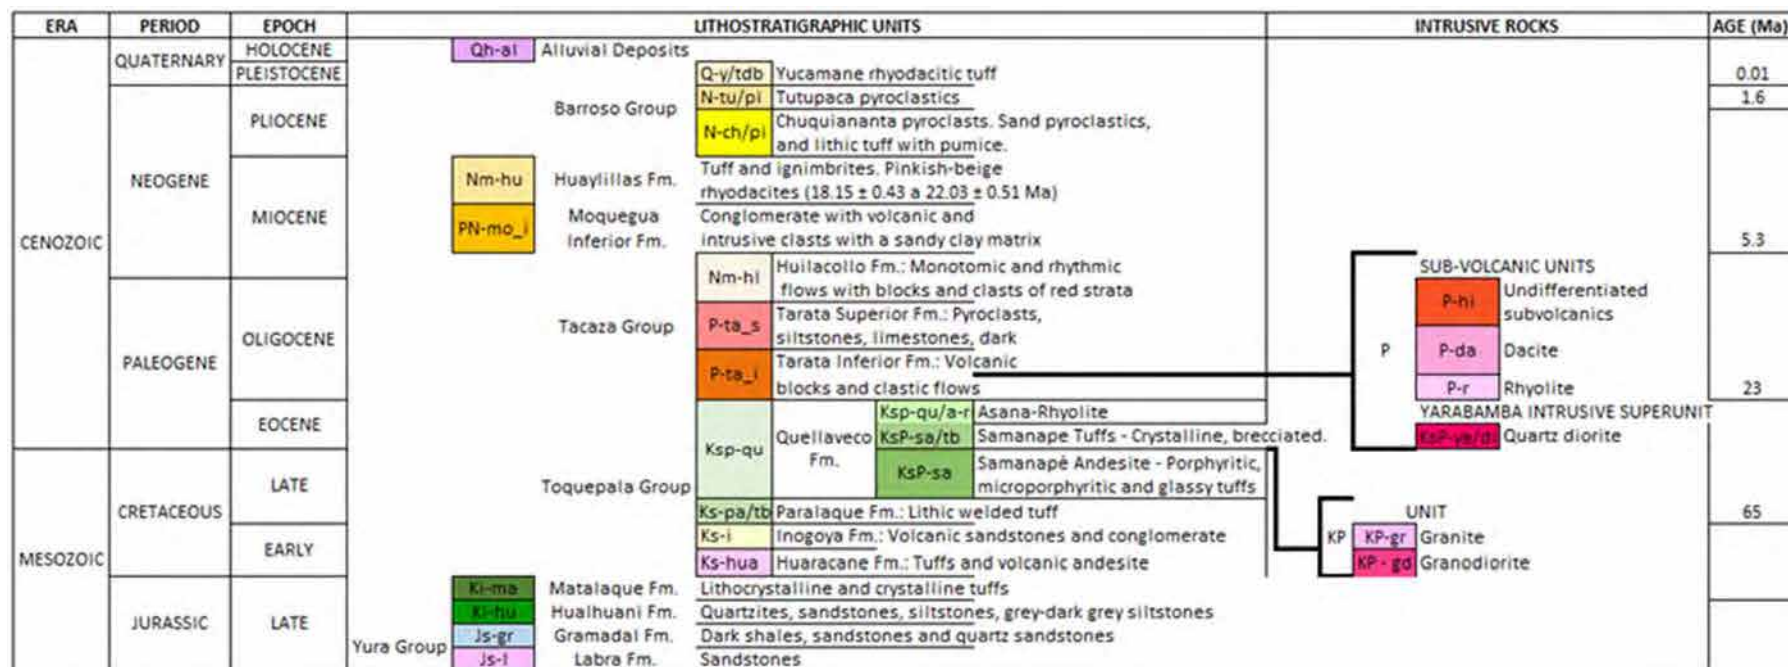 ERA PERIOD EPOCH LITHOSTRATIGRAPHIC UNITS INTRUSIVE ROCKS AGE (Ma)
CENOZOIC
MESOZOIC
QUATERNARY
NEOGENE
PALEOGENE
CRETACEOUS
JURASSIC
HOLOCENE
PLEISTOCENE
PLIOCENE
MIOCENE
OLIGOCENE
EOCENE
LATE
EARLY
LATE
Qh-al Alluvial Deposits
Barroso Group
Q-y/tdb Yucamane rhyodacitic tuff
N-tu/pi Tutupaca pyroclastics
N-ch/pi Chuquiananta pyroclasts. Sand pyroclastics,
and lithic tuff with pumice.
Nm-hu Huaylillas Fm. Tuff and ignimbrites. Pinkish-beige
rhyodacites (18.15 ± 0.43 a 22.03 ± 0.51 Ma)
PN-mo_i Moquegua
Inferior Fm.
Conglomerate with volcanic and
intrusive clasts with a sandy clay matrix
Tacaza Group
Nm-hl Huilacollo Fm.: Monotomic and rhythmic
flows with blocks and clasts of red strata
P-ta_s Tarata Superior Fm.: Pyroclasts,
siltstones, limestones, dark
P-ta_i Tarata Inferior Fm.: Volcanic
blocks and clastic flows
Toquepala Group
Ksp-qu Quellaveco
Fm.
Ksp-qu/a-r Asana-Rhyolite
KsP-sa/tb Samanape Tuffs - Crystalline, brecciated.
KsP-sa Samanapé Andesite - Porphyritic,
microporphyritic and glassy tuffs
Ks-pa/tb Paralaque Fm.: Lithic welded tuff
Ks-i Inogoya Fm.: Volcanic sandstones and conglomerate
Ks-hua Huaracane Fm.: Tuffs and volcanic andesite
Ki-ma Matalaque Fm. Lithocrystalline and crystalline tuffs
Yura Group
Ki-hu Hualhuani Fm. Quartzites, sandstones, siltstones, grey-dark grey siltstones
Js-gr Gramadal Fm. Dark shales, sandstones and quartz sandstones
Js-l Labra Fm. Sandstones
P
SUB-VOLCANIC UNITS
P-hi Undifferentiated
subvolcanics
P-da Dacite
P-r Rhyolite
YARABAMBA INTRUSIVE SUPERUNIT
KsP-ya/di Quartz diorite
KP
UNIT
KP-gr Granite
KP - gd Granodiorite
0.01
1.6
5.3
23
65